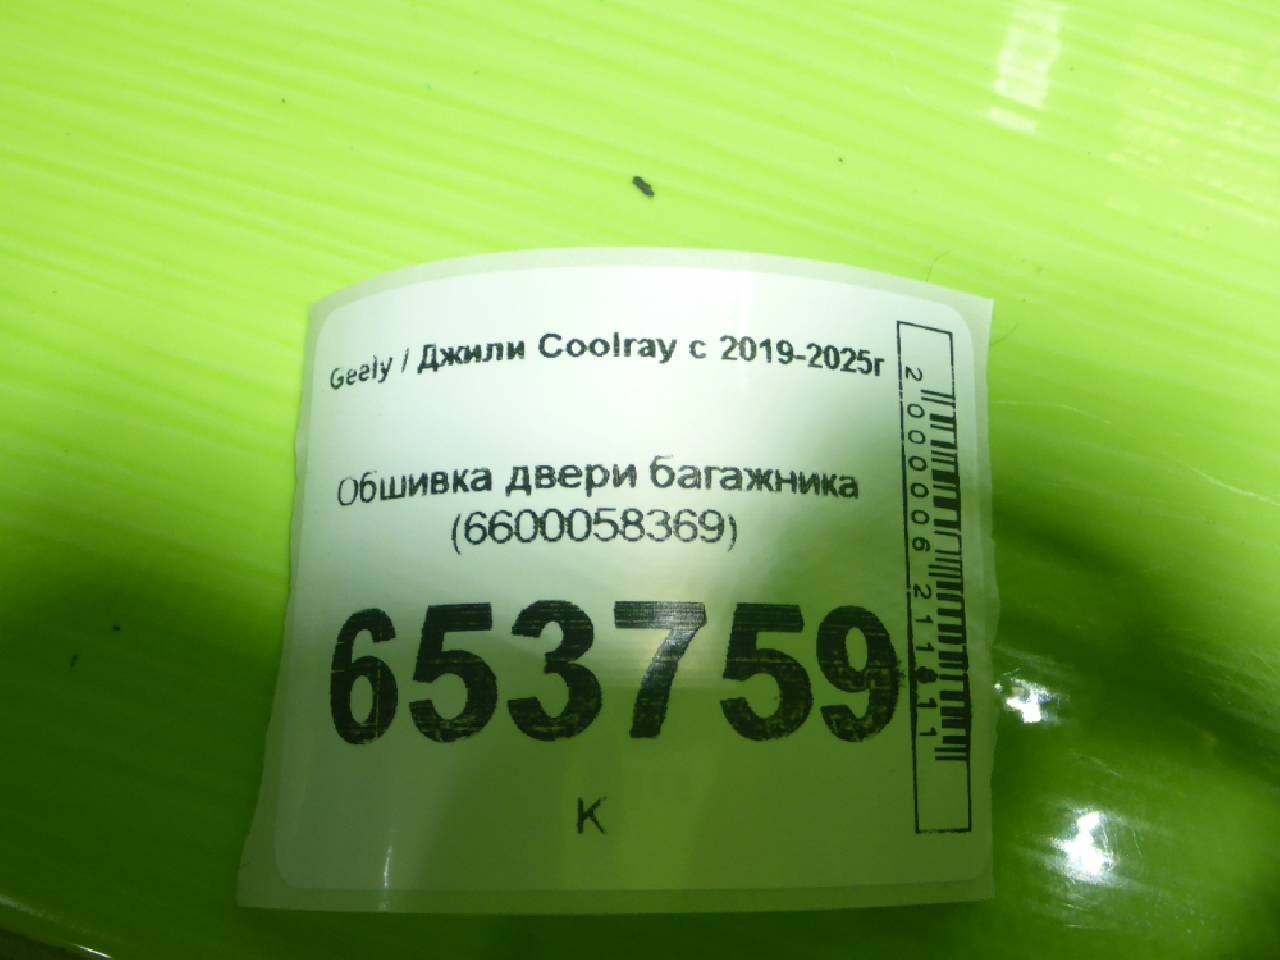 Geely / Джили Coolray с 2019-2025г
Обшивка двери багажника
(6600058369)
653759
К
2000006211811